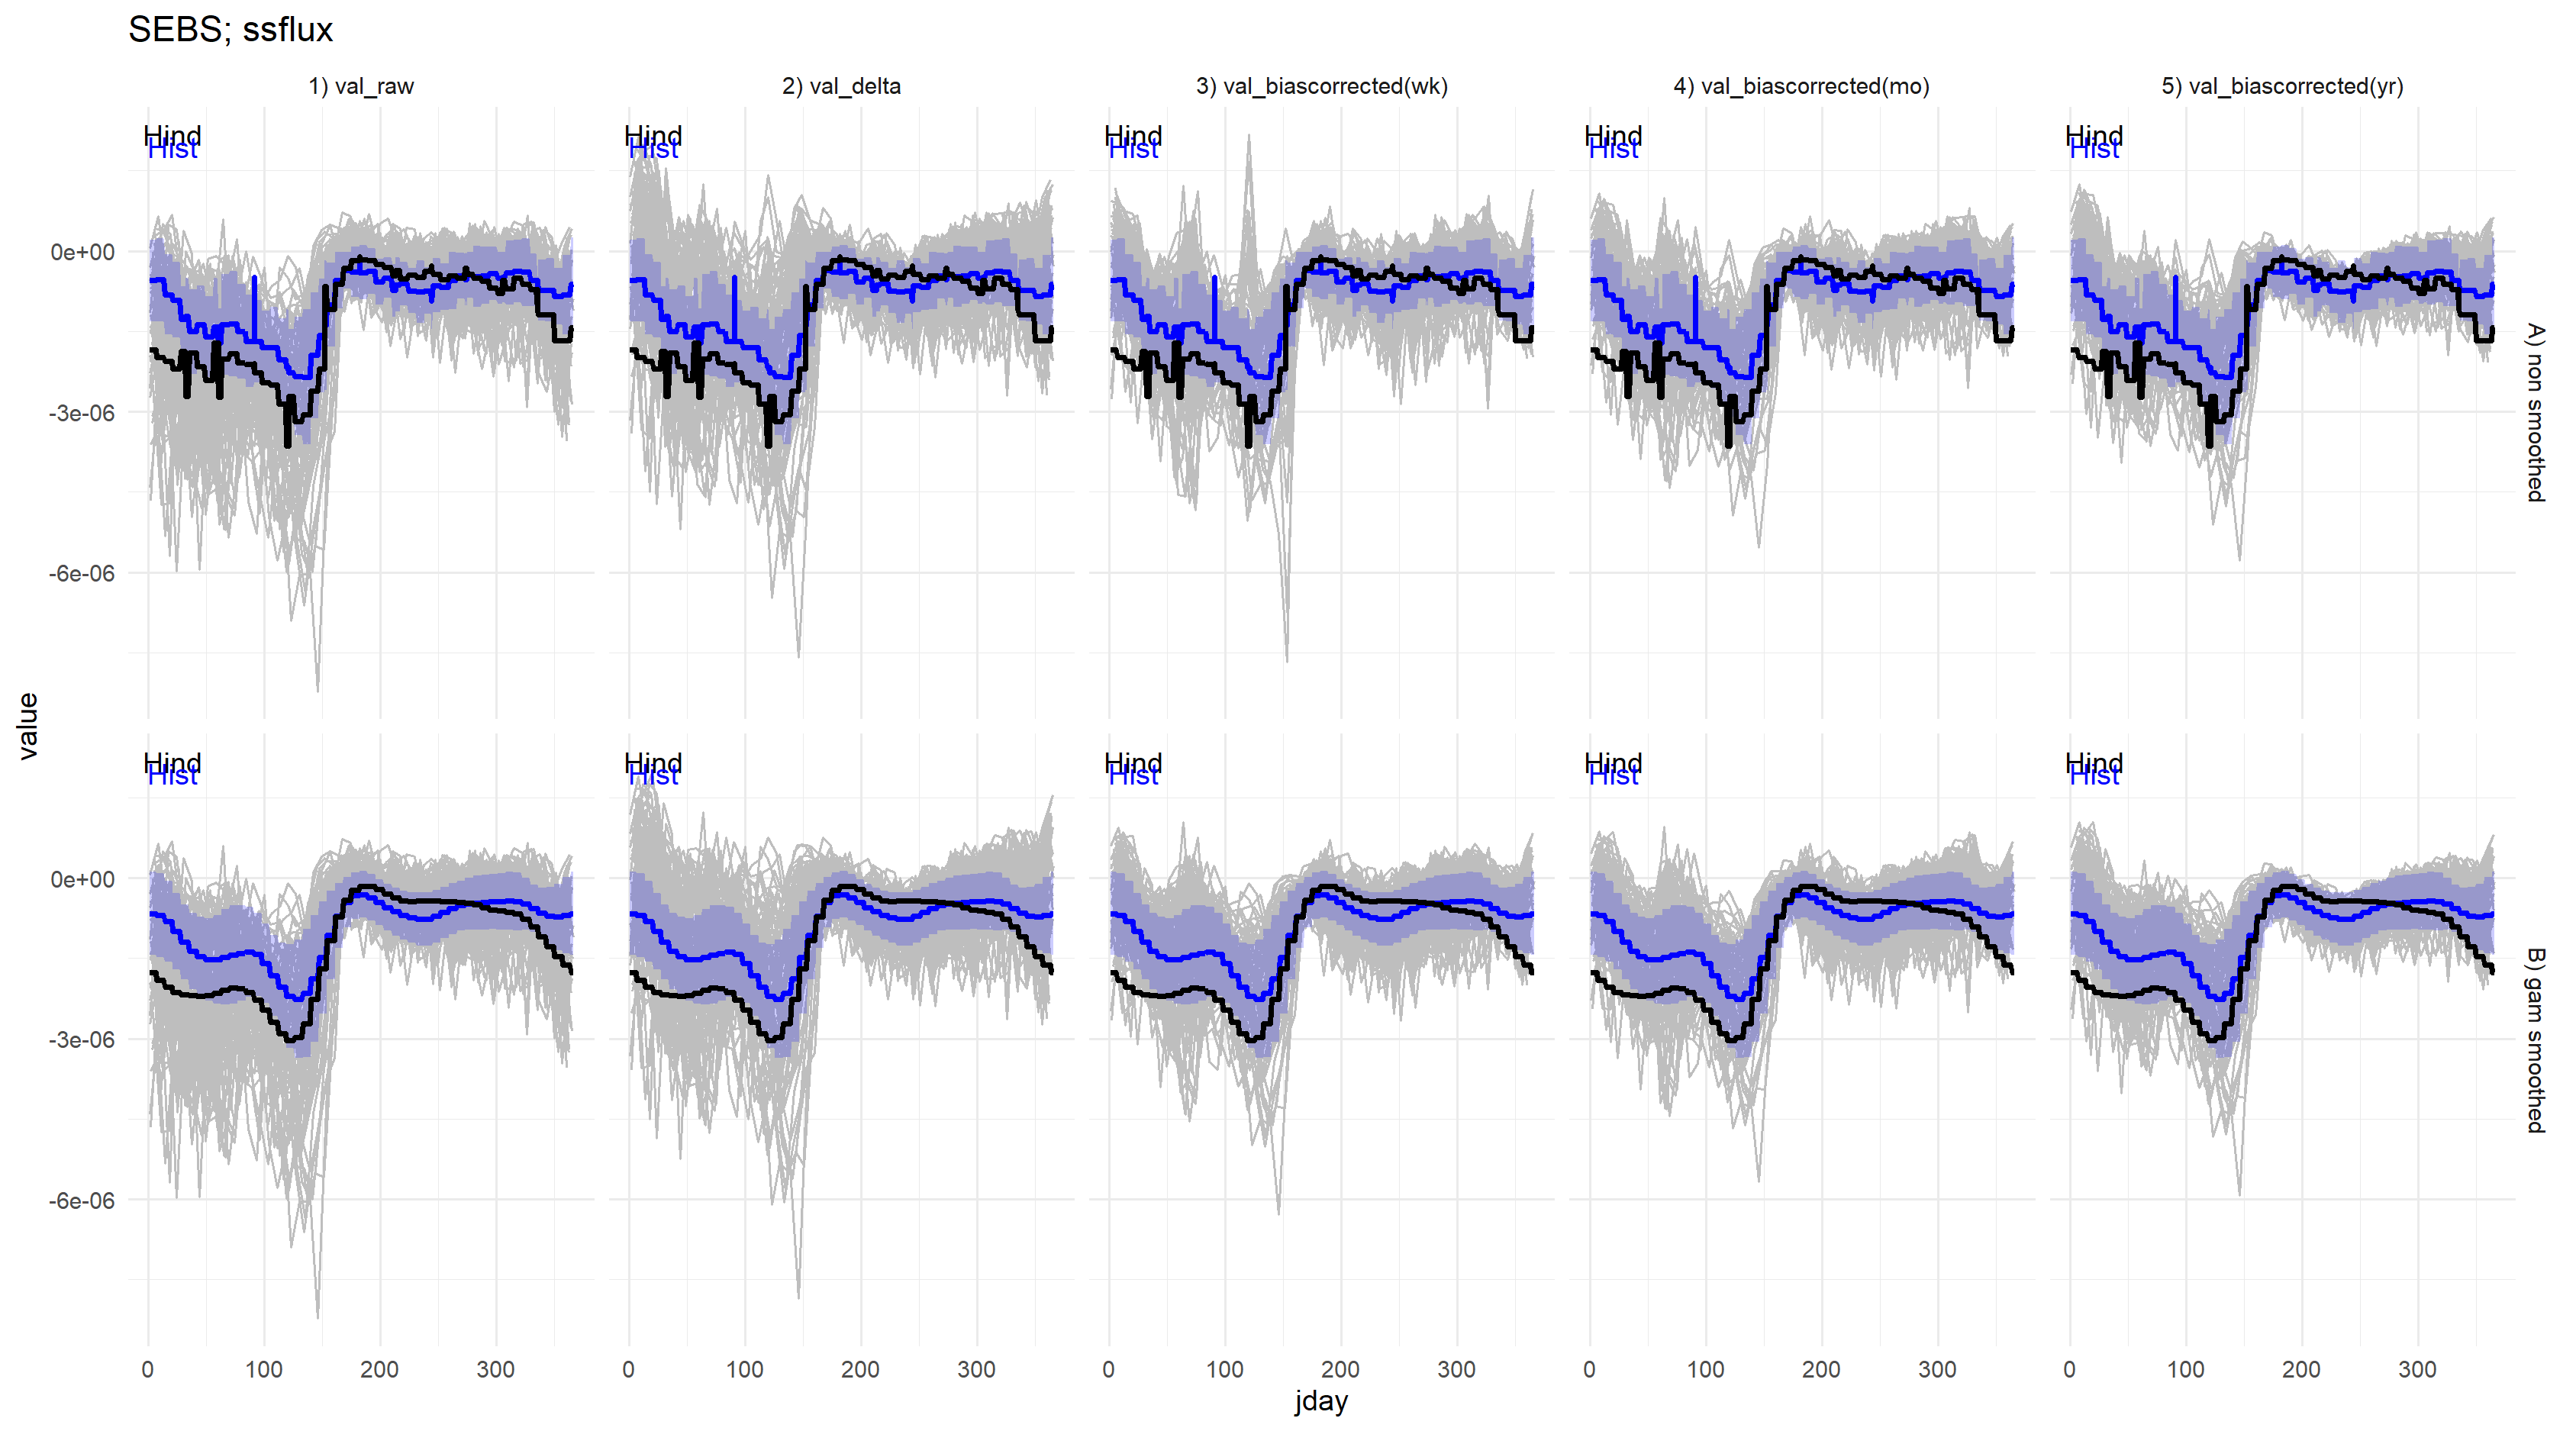 SEBS; ssflux
1) val_raw
2) val_delta
3) val_biascorrected(wk)
4) val_biascorrected(mo)
5) val_biascorrected(yr)
Hind
Hist
Hind
Hist
Hind
Hist
Hind
Hist
Hind
Hist
0e+00
-3e-06
-6e-06
A) non smoothed
value
Hind
Hist
Hind
Hist
Hind
Hist
Hind
Hist
Hind
Hist
0e+00
-3e-06
-6e-06
B) gam smoothed
0 100 200 300
0 100 200 300
0 100 200 300
0 100 200 300
0 100 200 300
jday